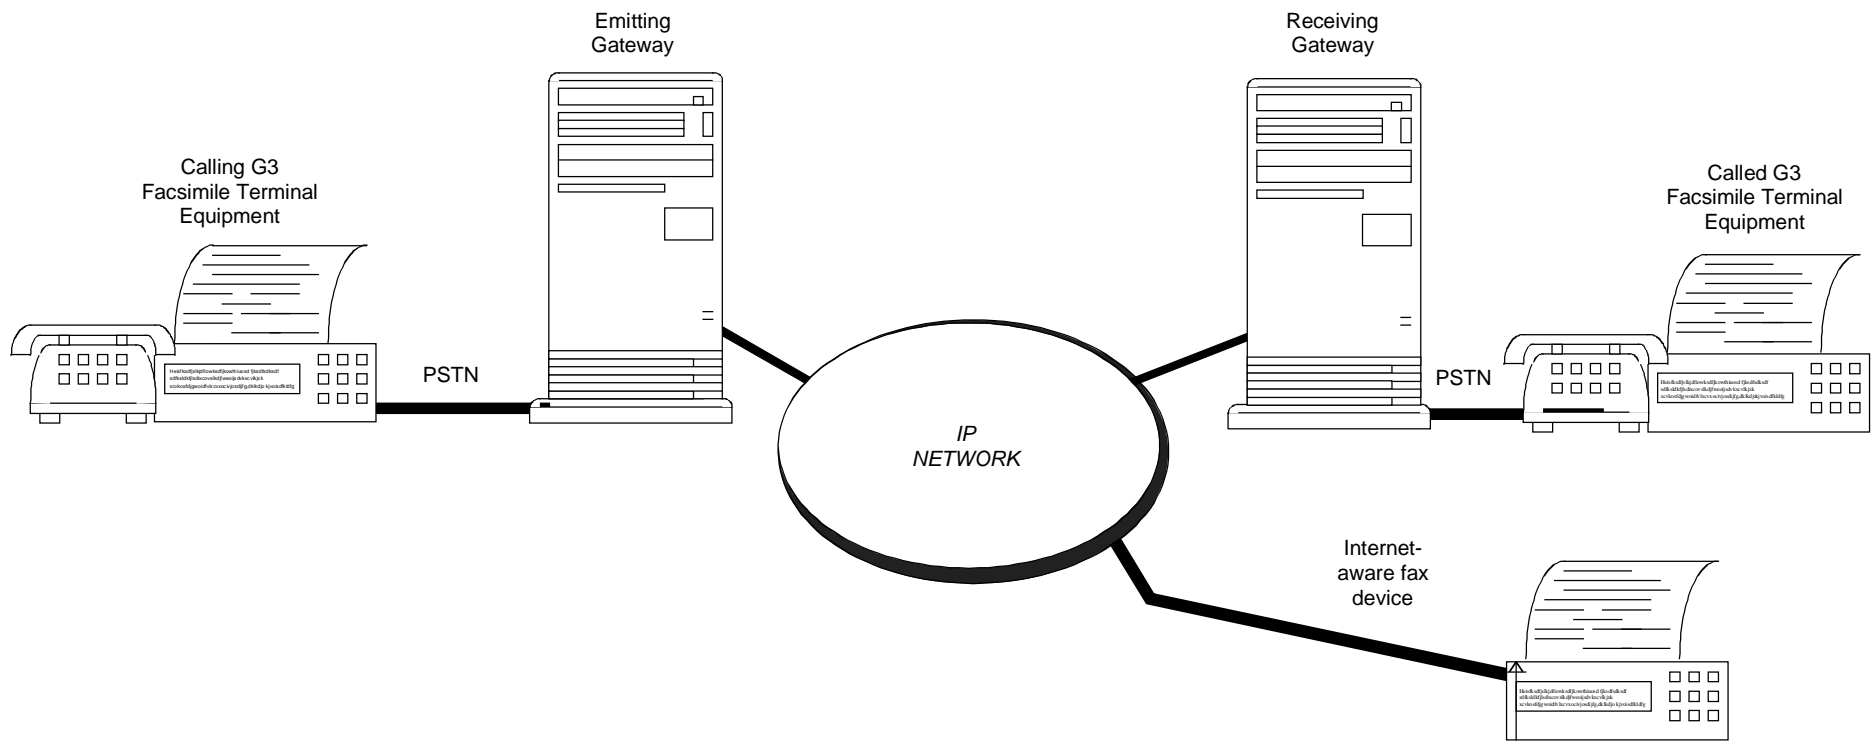 Emitting
Gateway
Receiving
Gateway
Calling G3
Facsimile Terminal
Equipment
Called G3
Facsimile Terminal
Equipment
PSTN
PSTN
IP
NETWORK
Internet-
aware fax
device